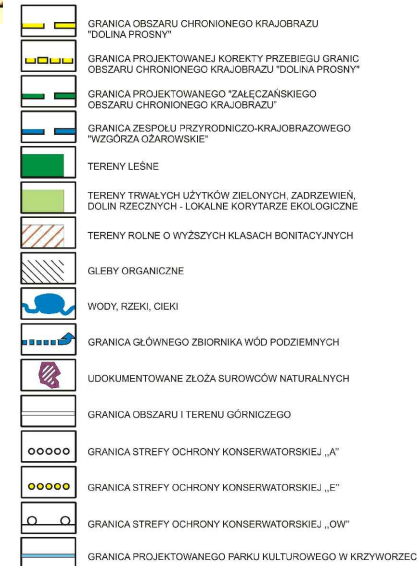 GRANICA OBSZARU CHRONIONEGO KRAJOBRAZU
"DOLINA PROSNY"
GRANICA PROJEKTOWANEJ KOREKTY PRZEBIEGU GRANIC
OBSZARU CHRONIONEGO KRAJOBRAZU "DOLINA PROSNY"
GRANICA PROJEKTOWANEGO "ZAŁĘCZAŃSKIEGO
OBSZARU CHRONIONEGO KRAJOBRAZU"
GRANICA ZESPOŁU PRZYRODNICZO-KRAJOBRAZOWEGO
"WZGÓRZA OŻAROWSKIE"
TERENY LEŚNE
TERENY TRWAŁYCH UŻYTKÓW ZIELONYCH, ZADRZEWIEŃ,
DOLIN RZECZNYCH - LOKALNE KORYTARZE EKOLOGICZNE
TERENY ROLNE O WYŻSZYCH KLASACH BONITACYJNYCH
GLEBY ORGANICZNE
WODY, RZEKI, CIEKI
GRANICA GŁÓWNEGO ZBIORNIKA WÓD PODZIEMNYCH
UDOKUMENTOWANE ZŁOŻA SUROWCÓW NATURALNYCH
GRANICA OBSZARU I TERENU GÓRNICZEGO
GRANICA STREFY OCHRONY KONSERWATORSKIEJ ,,A"
GRANICA STREFY OCHRONY KONSERWATORSKIEJ ,,E"
GRANICA STREFY OCHRONY KONSERWATORSKIEJ ,,OW"
GRANICA PROJEKTOWANEGO PARKU KULTUROWEGO W KRZYWORZEC